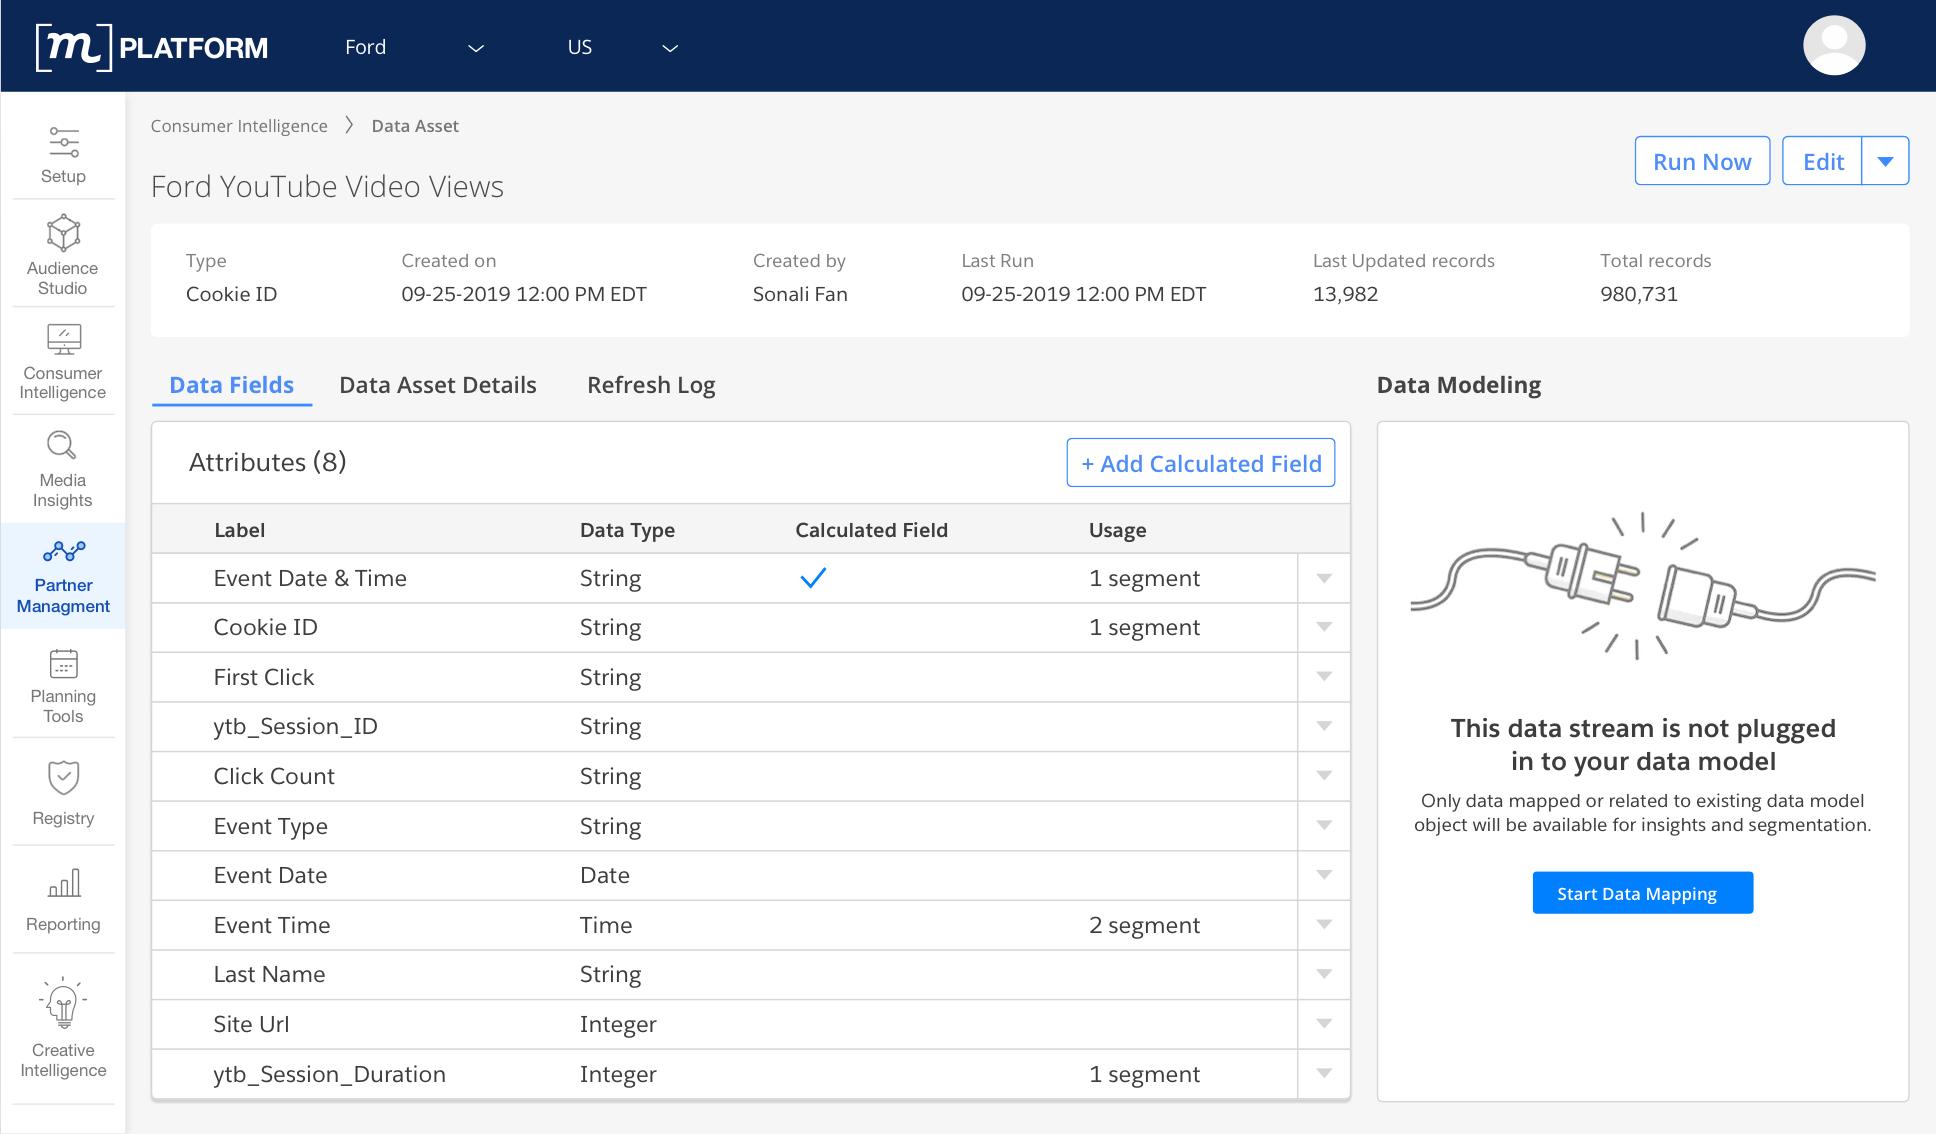 [m] PLATFORM Ford US
Consumer Intelligence Data Asset
Ford YouTube Video Views
Run Now Edit
Setup
Audience
Studio
Consumer
Intelligence
Media
Insights
Partner
Managment
Planning
Tools
Registry
Reporting
Creative
Intelligence
Type Created on Created by Last Run Last Updated records Total records
Cookie ID 09-25-2019 12:00 PM EDT Sonali Fan 09-25-2019 12:00 PM EDT 13,982 980,731
Data Fields Data Asset Details Refresh Log
Attributes (8) + Add Calculated Field
Label Data Type Calculated Field Usage
Event Date & Time String 1 segment
Cookie ID String 1 segment
First Click String
ytb_Session_ID String
Click Count String
Event Type String
Event Date Date
Event Time Time 2 segment
Last Name String
Site Url Integer
ytb_Session_Duration Integer 1 segment
Data Modeling
This data stream is not plugged
in to your data model
Only data mapped or related to existing data model
object will be available for insights and segmentation.
Start Data Mapping